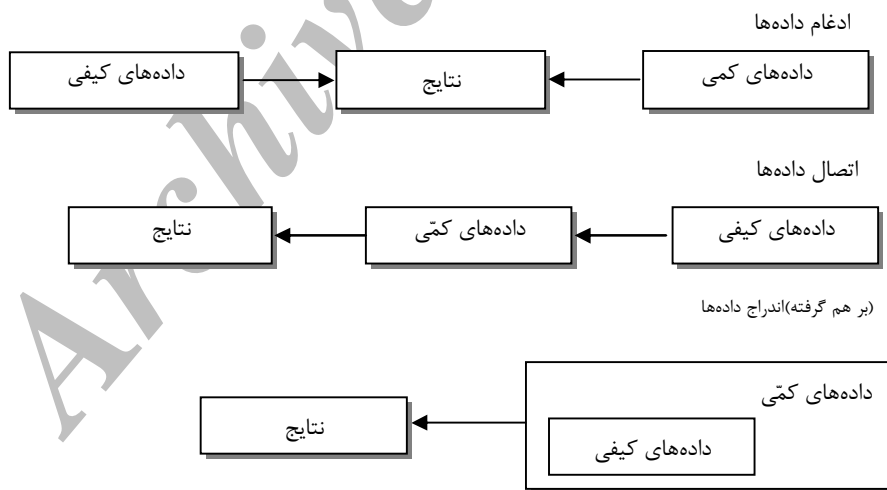 ادغام داده‌ها
داده‌های کمی
نتایج
داده‌های کیفی
اتصال داده‌ها
داده‌های کیفی
داده‌های کمّی
نتایج
(بر هم گرفته)اندراج داده‌ها
داده‌های کمّی
داده‌های کیفی
نتایج
Archive